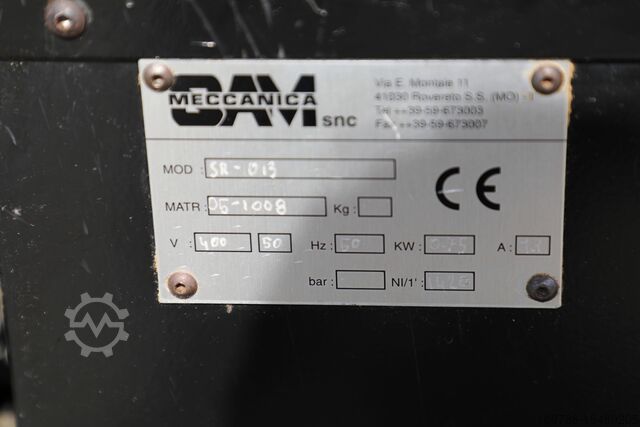 OAM
MECCANICA
snc
Via E. Montale 11
41030 Rovereto S.S. (MO) - I
Tel ++39-59-673003
Fax ++39-59-673007
MOD : SR-013
MATR : 05-1008 Kg :
V : 400 50 Hz : 50 KW : A :
bar : Nl/1' :
CE